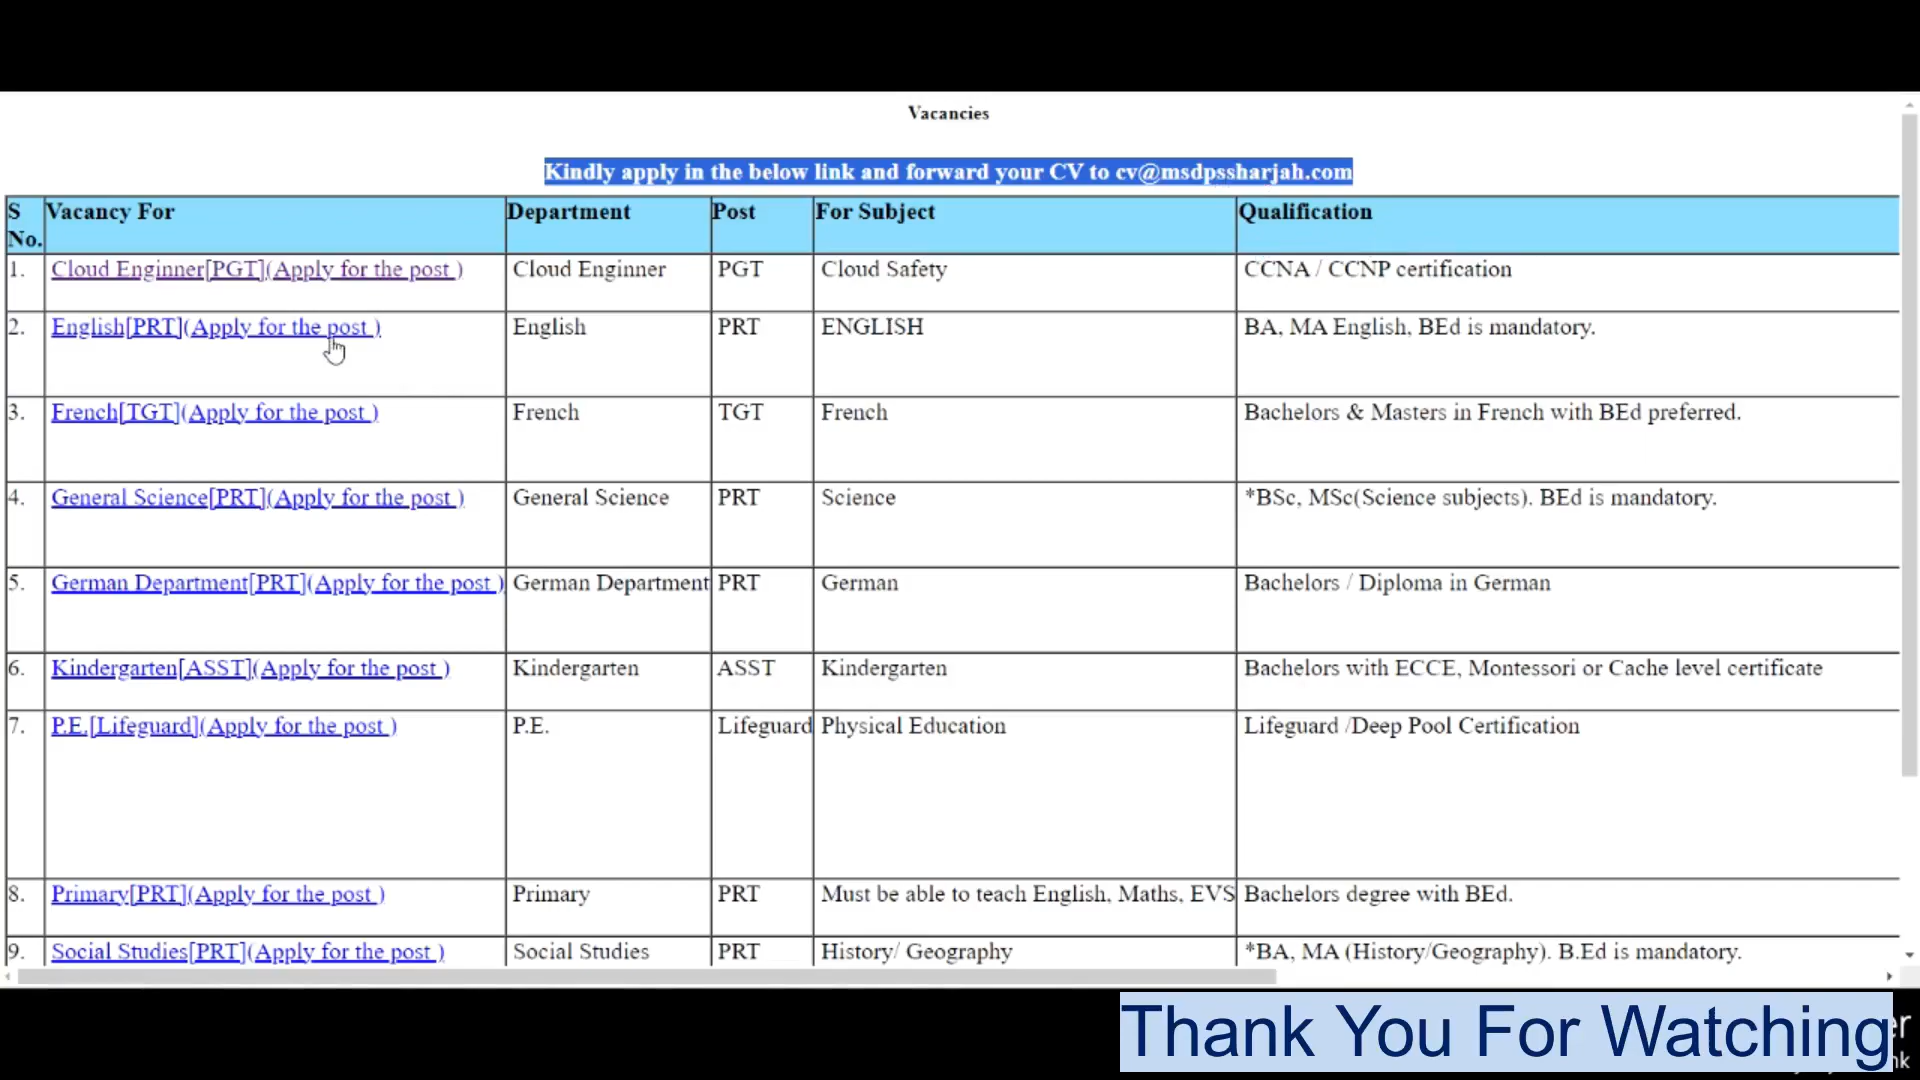 Vacancies
Kindly apply in the below link and forward your CV to cv@msdpssharjah.com
S No. Vacancy For Department Post For Subject Qualification
1. Cloud Enginner[PGT](Apply for the post ) Cloud Enginner PGT Cloud Safety CCNA / CCNP certification
2. English[PRT](Apply for the post ) English PRT ENGLISH BA, MA English, BEd is mandatory.
3. French[TGT](Apply for the post ) French TGT French Bachelors & Masters in French with BEd preferred.
4. General Science[PRT](Apply for the post ) General Science PRT Science *BSc, MSc(Science subjects). BEd is mandatory.
5. German Department[PRT](Apply for the post ) German Department PRT German Bachelors / Diploma in German
6. Kindergarten[ASST](Apply for the post ) Kindergarten ASST Kindergarten Bachelors with ECCE, Montessori or Cache level certificate
7. P.E.[Lifeguard](Apply for the post ) P.E. Lifeguard Physical Education Lifeguard /Deep Pool Certification
8. Primary[PRT](Apply for the post ) Primary PRT Must be able to teach English, Maths, EVS Bachelors degree with BEd.
9. Social Studies[PRT](Apply for the post ) Social Studies PRT History/ Geography *BA, MA (History/Geography). B.Ed is mandatory.
Thank You For Watching